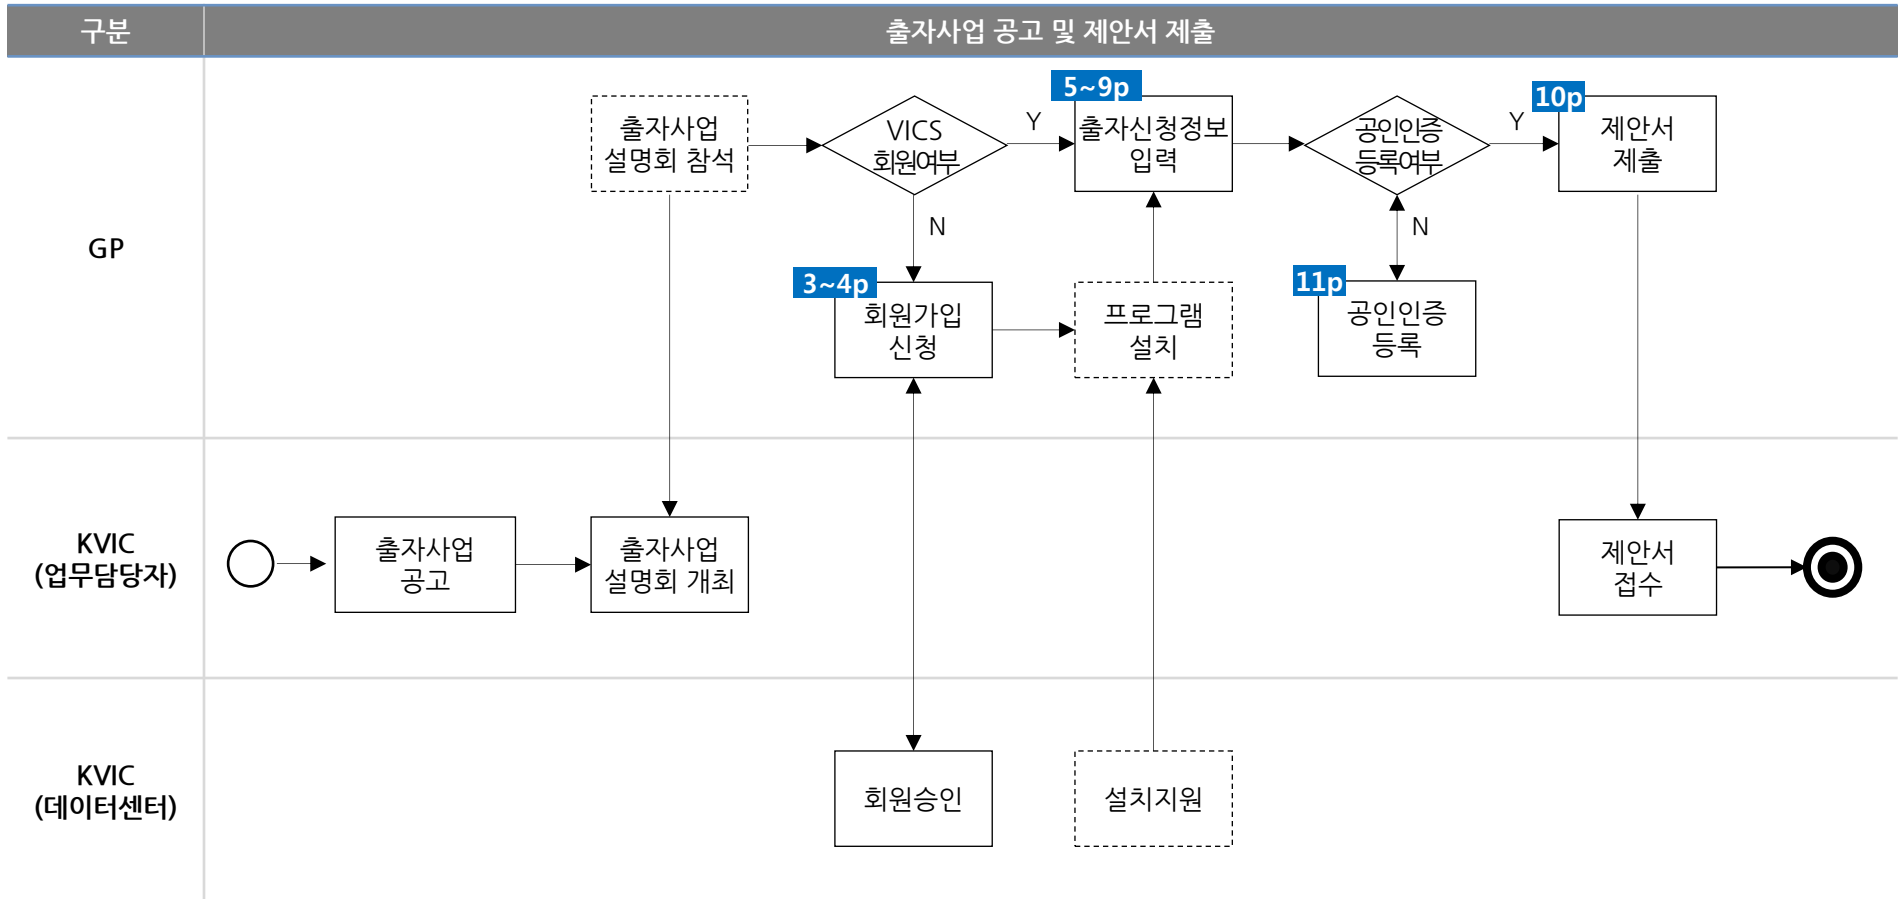 구분
출자사업 공고 및 제안서 제출
GP
출자사업
설명회 참석
VICS
회원여부
Y
N
5~9p
출자신청정보
입력
공인인증
등록여부
Y
N
10p
제안서
제출
3~4p
회원가입
신청
프로그램
설치
11p
공인인증
등록
KVIC
(업무담당자)
출자사업
공고
출자사업
설명회 개최
제안서
접수
KVIC
(데이터센터)
회원승인
설치지원